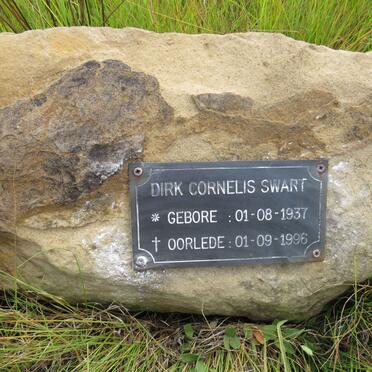 DIRK CORNELIS SWART
* GEBORE : 01-08-1937
† OORLEDE : 01-09-1996